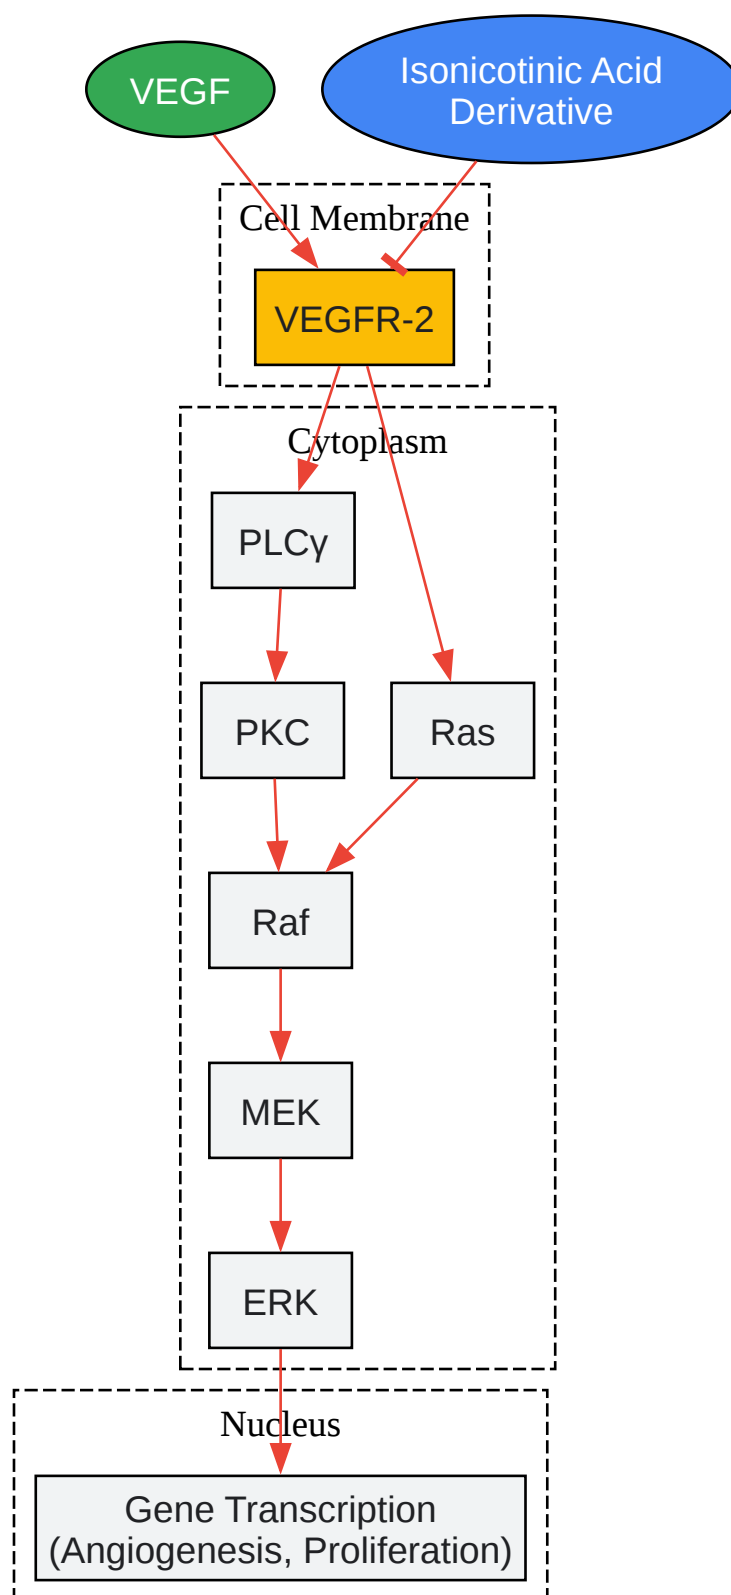 VEGF
Isonicotinic Acid
Derivative
Cell Membrane
VEGFR-2
Cytoplasm
PLCγ
PKC
Ras
Raf
MEK
ERK
Nucleus
Gene Transcription
(Angiogenesis, Proliferation)